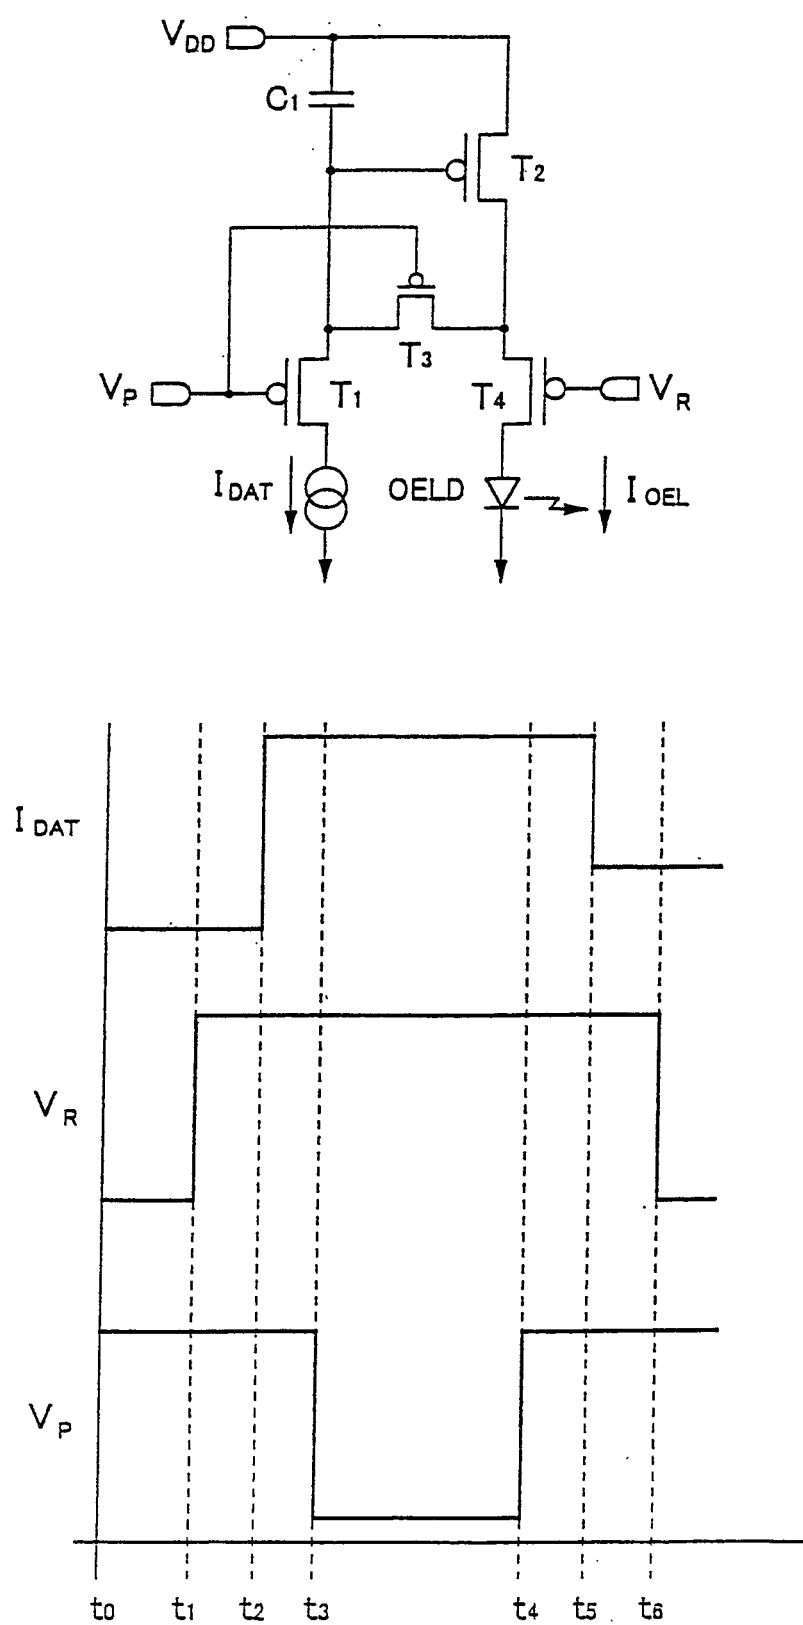 VDD
C1
T2
T3
VP
T1
T4
VR
IDAT
OELD
IOEL
IDAT
VR
VP
t0 t1 t2 t3 t4 t5 t6